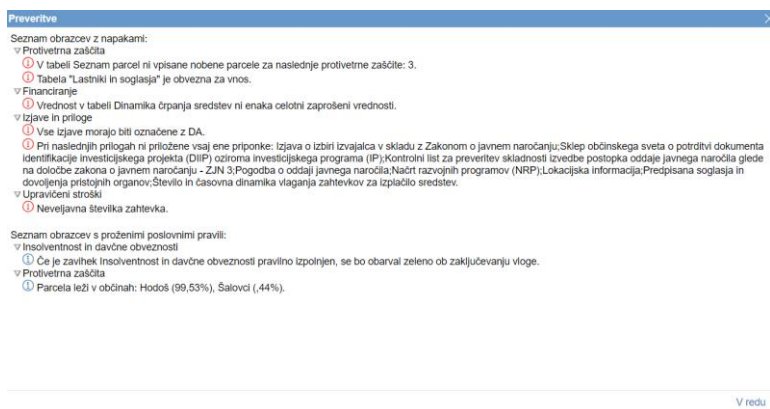 Preveritve
Seznam obrazcev z napakami:
Protivetrna zaščita
V tabeli Seznam parcel ni vpisane nobene parcele za naslednje protivetrne zaščite: 3.
Tabela "Lastniki in soglasja" je obvezna za vnos.
Financiranje
Vrednost v tabeli Dinamika črpanja sredstev ni enaka celotni zaprošeni vrednosti.
Izjave in priloge
Vse izjave morajo biti označene z DA.
Pri naslednjih prilogah ni priložene vsaj ene priponke: Izjava o izbiri izvajalca v skladu z Zakonom o javnem naročanju;Sklep občinskega sveta o potrditvi dokumenta
identifikacije investicijskega projekta (DIIP) oziroma investicijskega programa (IP);Kontrolni list za preveritev skladnosti izvedbe postopka oddaje javnega naročila glede
na določbe zakona o javnem naročanju - ZJN 3;Pogodba o oddaji javnega naročila;Načrt razvojnih programov (NRP);Lokacijska informacija;Predpisana soglasja in
dovoljenja pristojnih organov;Število in časovna dinamika vlaganja zahtevkov za izplačilo sredstev.
Upravičeni stroški
Neveljavna številka zahtevka.
Seznam obrazcev s proženimi poslovnimi pravili:
Insolventnost in davčne obveznosti
Če je zavihek Insolventnost in davčne obveznosti pravilno izpolnjen, se bo obarval zeleno ob zaključevanju vloge.
Protivetrna zaščita
Parcela leži v občinah: Hodoš (99,53%), Šalovci (,44%).
V redu